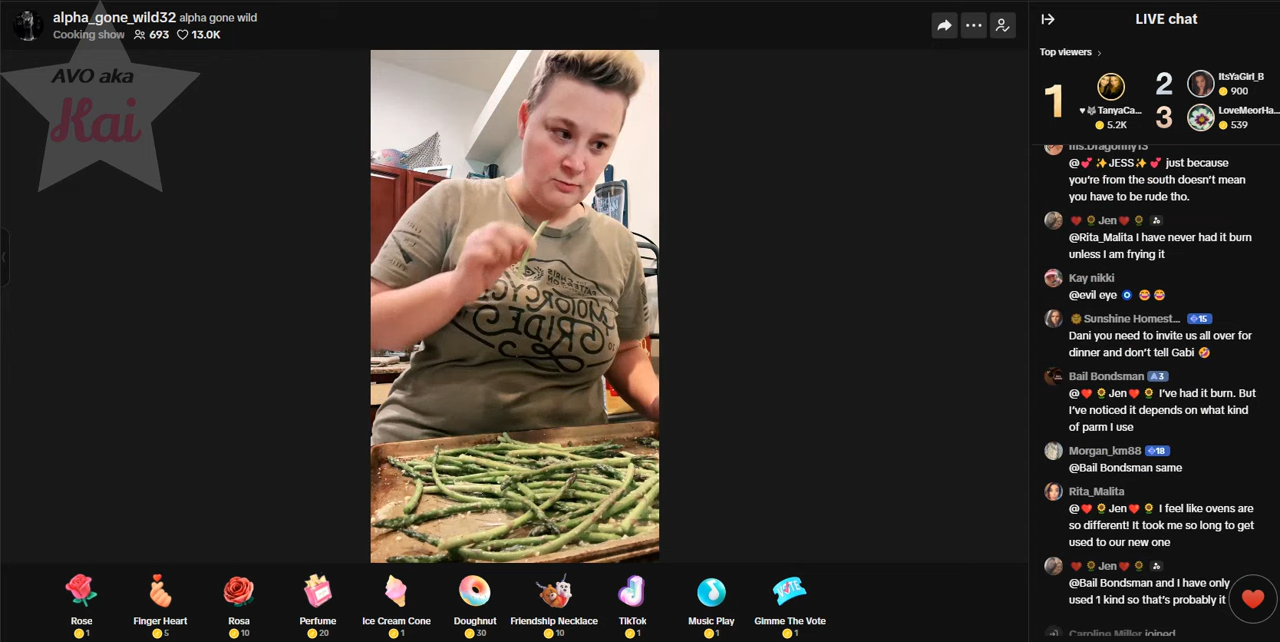 alpha_gone_wild32 alpha gone wild
Cooking show 693 13.0K
AVO aka
Kai
MOTORCYCLE
RIDES
Rose
1
Finger Heart
5
Rosa
10
Perfume
20
Ice Cream Cone
1
Doughnut
30
Friendship Necklace
10
TikTok
1
Music Play
1
Gimme The Vote
1
LIVE chat
Top viewers >
1
♥🐺TanyaCa...
5.2K
2
ItsYaGirl_B
900
3
LoveMeorHa...
539
ms.Dragonfly13
@💕✨JESS✨💕 just because
you're from the south doesn't mean
you have to be rude tho.
❤️🌻Jen❤️🌻
@Rita_Malita I have never had it burn
unless I am frying it
Kay nikki
@evil eye 🧿 😂 😂
🌻Sunshine Homest... 15
Dani you need to invite us all over for
dinner and don't tell Gabi 🤣
Bail Bondsman 3
@❤️🌻Jen❤️🌻 I've had it burn. But
I've noticed it depends on what kind
of parm I use
Morgan_km88 18
@Bail Bondsman same
Rita_Malita
@❤️🌻Jen❤️🌻 I feel like ovens are
so different! It took me so long to get
used to our new one
❤️🌻Jen❤️🌻
@Bail Bondsman and I have only
used 1 kind so that's probably it
Caroline Miller joined